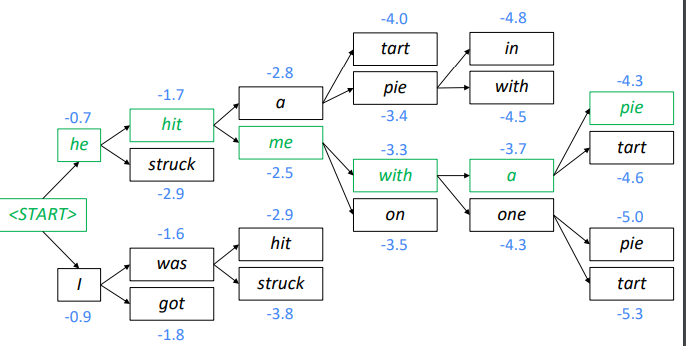 -4.0
-4.8
tart
in
-2.8
-1.7
a
pie
with
-4.3
-0.7
hit
-3.4
-4.5
pie
he
me
-3.3
-3.7
struck
-2.5
with
a
tart
-2.9
-4.6
<START>
-2.9
on
one
-5.0
-1.6
hit
-3.5
-4.3
pie
was
I
struck
tart
got
-0.9
-3.8
-5.3
-1.8